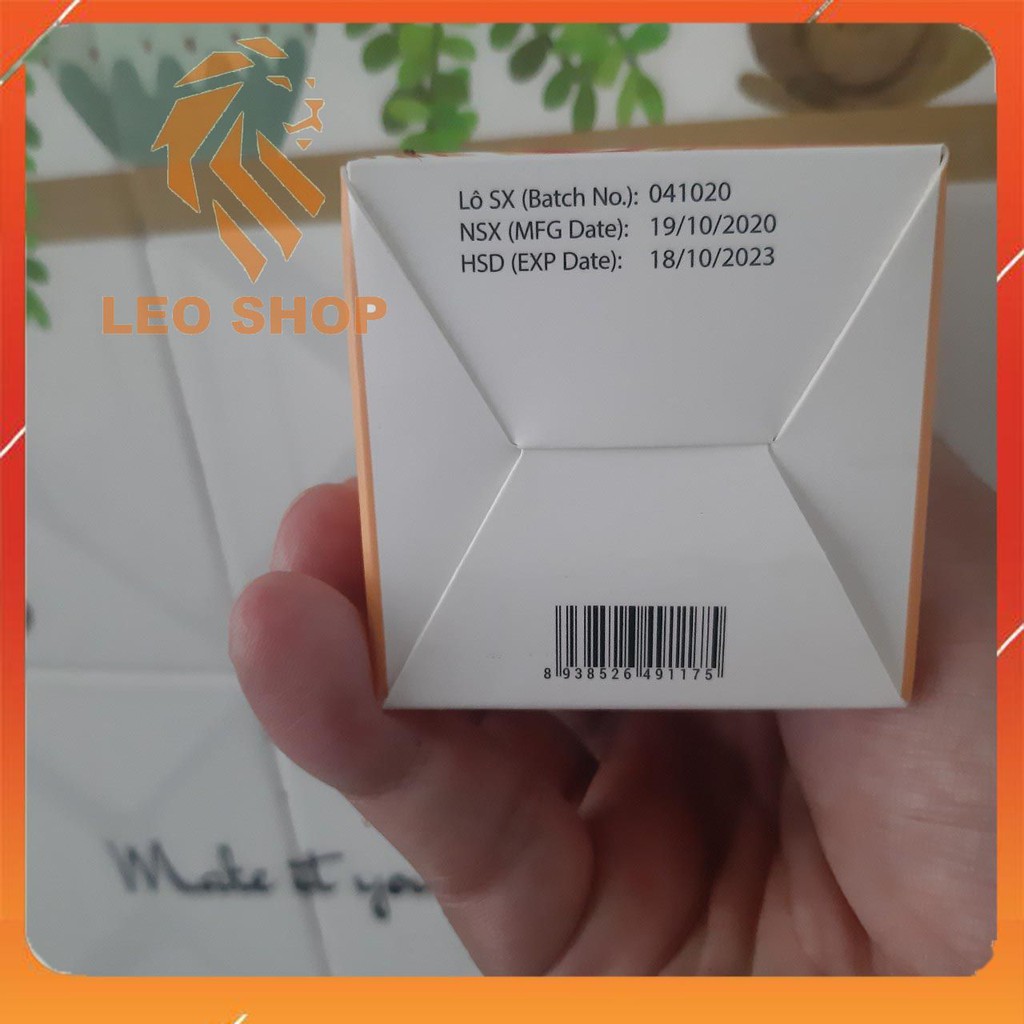 Lô SX (Batch No.): 041020
NSX (MFG Date): 19/10/2020
HSD (EXP Date): 18/10/2023
LEO SHOP
8 938526 491175
Make it you